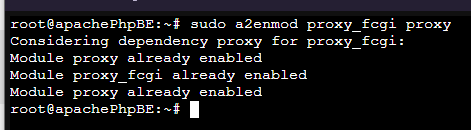 root@apachePhpBE:~# sudo a2enmod proxy_fcgi proxy
Considering dependency proxy for proxy_fcgi:
Module proxy already enabled
Module proxy_fcgi already enabled
Module proxy already enabled
root@apachePhpBE:~#